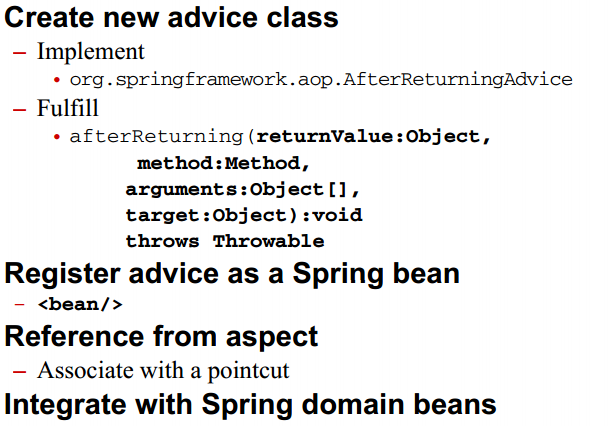 Create new advice class
– Implement
• org.springframework.aop.AfterReturningAdvice
– Fulfill
• afterReturning(returnValue:Object,
method:Method,
arguments:Object[],
target:Object):void
throws Throwable
Register advice as a Spring bean
– <bean/>
Reference from aspect
– Associate with a pointcut
Integrate with Spring domain beans